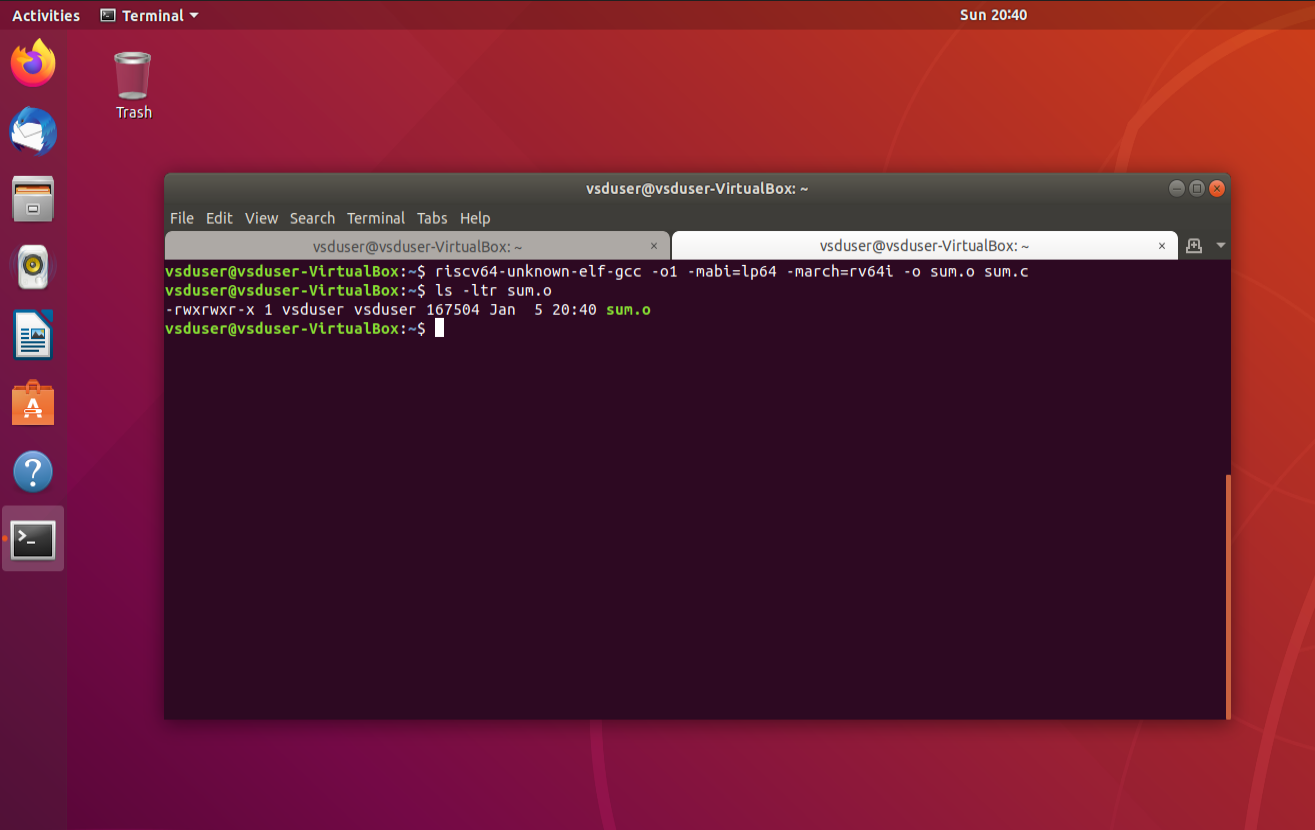 Activities
Terminal
Sun 20:40
Trash
vsduser@vsduser-VirtualBox: ~
File Edit View Search Terminal Tabs Help
vsduser@vsduser-VirtualBox: ~
vsduser@vsduser-VirtualBox: ~
vsduser@vsduser-VirtualBox:~$ riscv64-unknown-elf-gcc -o1 -mabi=lp64 -march=rv64i -o sum.o sum.c
vsduser@vsduser-VirtualBox:~$ ls -ltr sum.o
-rwxrwxr-x 1 vsduser vsduser 167504 Jan  5 20:40 sum.o
vsduser@vsduser-VirtualBox:~$